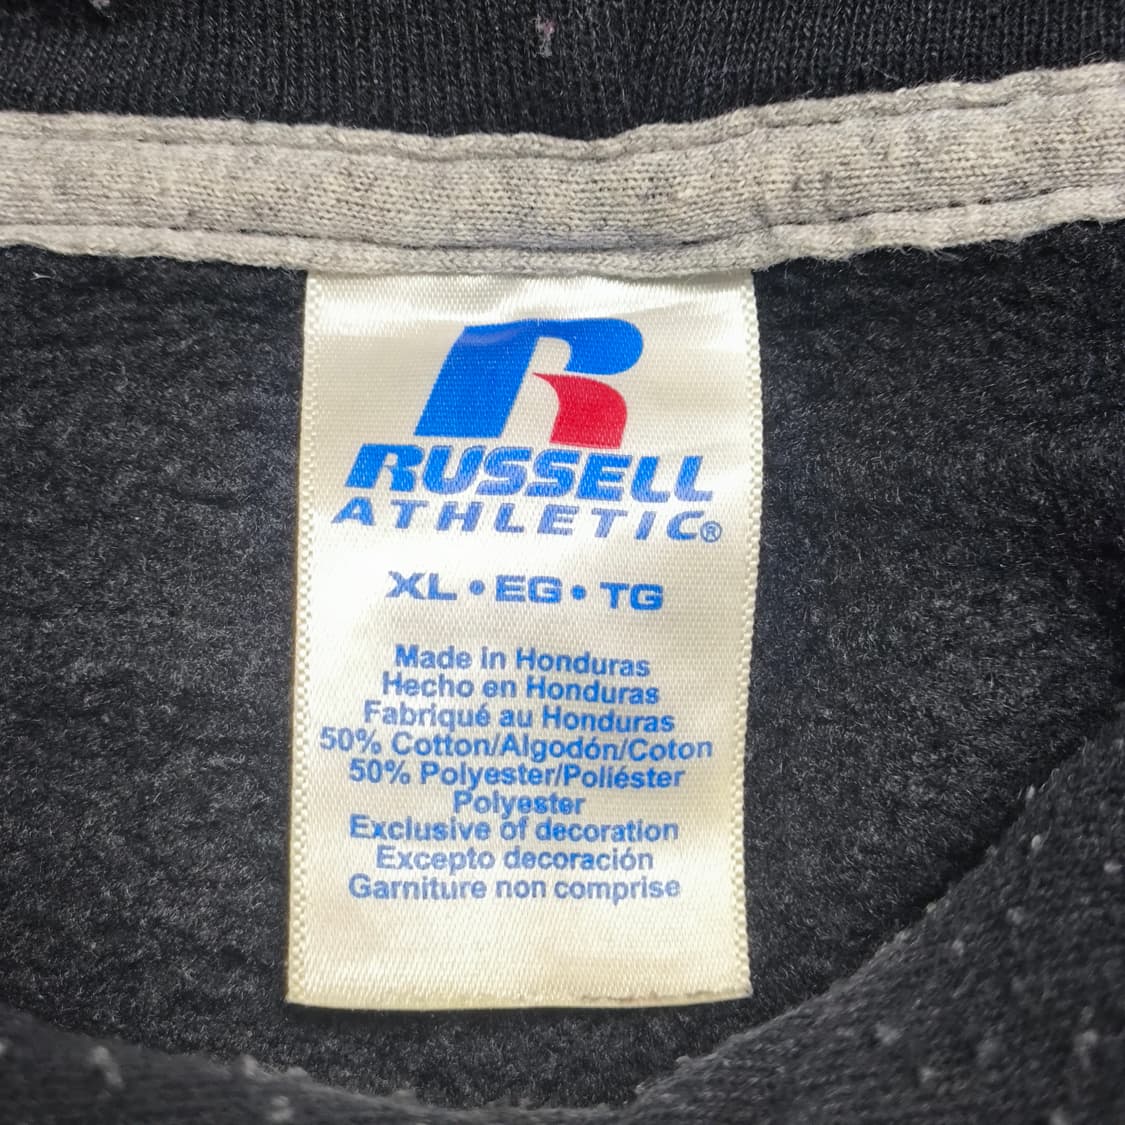 R
RUSSELL
ATHLETIC®
XL • EG • TG
Made in Honduras
Hecho en Honduras
Fabriqué au Honduras
50% Cotton/Algodón/Coton
50% Polyester/Poliéster
Polyester
Exclusive of decoration
Excepto decoración
Garniture non comprise